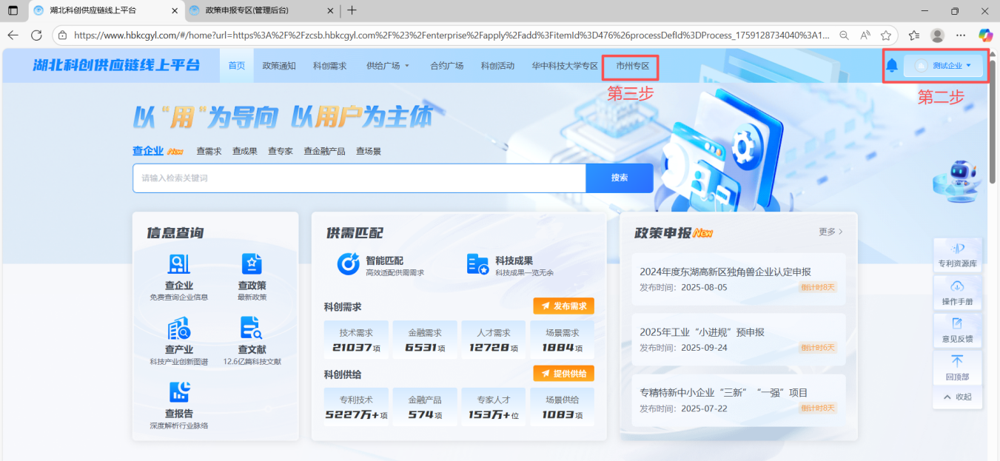 湖北科创供应链线上平台
政策申报专区(管理后台)
https://www.hbkcgyl.com/#/home?url=https%3A%2F%2Fzcsb.hbkcgyl.com%2F%23%2Fenterprise%2Fapply%2Fadd%3FitemId%3D476%26processDefId%3DProcess_1759128734040%3A1...
湖北科创供应链线上平台
首页 政策通知 科创需求 供给广场 合约广场 科创活动 华中科技大学专区 市州专区
测试企业
第三步
第二步
以“用”为导向 以用户为主体
查企业 New 查需求 查成果 查专家 查金融产品 查场景
请输入检索关键词
搜索
信息查询
查企业
免费查询企业信息
查政策
最新政策
查产业
科技产业创新图谱
查文献
12.6亿篇科技文献
查报告
深度解析行业脉络
供需匹配
智能匹配
高效适配供需需求
科技成果
科技成果一览无余
科创需求
发布需求
技术需求
21037项
金融需求
6531项
人才需求
12728项
场景需求
1884项
科创供给
提供供给
专利技术
5227万+项
金融产品
574项
专家人才
153万+位
场景供给
1083项
政策申报New
更多
2024年度东湖高新区独角兽企业认定申报
发布时间：2025-08-05
倒计时8天
2025年工业“小进规”预申报
发布时间：2025-09-24
倒计时6天
专精特新中小企业“三新”“一强”项目
发布时间：2025-07-22
倒计时8天
专利资源库
操作手册
意见反馈
回顶部
收起